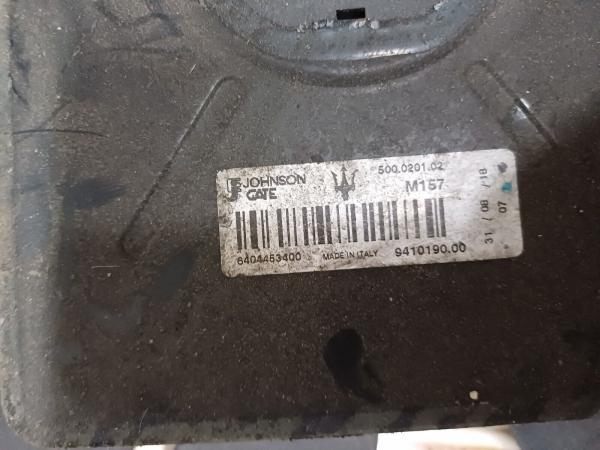 JOHNSON
GATE
500.0201.02
M157
6404453400
MADE IN ITALY
9410190.00
31 / 08 / 18
07